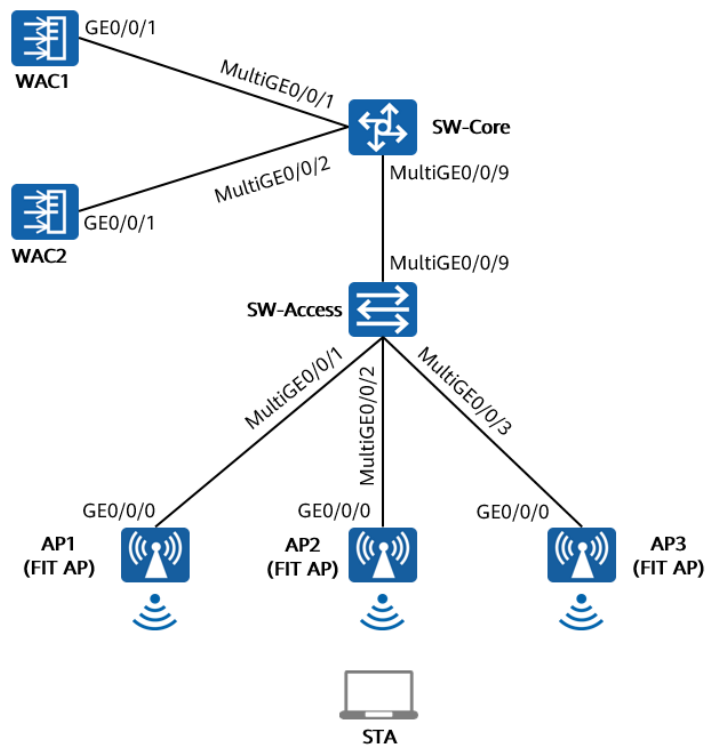 GE0/0/1
WAC1
MultiGE0/0/1
SW-Core
MultiGE0/0/2
MultiGE0/0/9
GE0/0/1
WAC2
MultiGE0/0/9
SW-Access
MultiGE0/0/1
MultiGE0/0/2
MultiGE0/0/3
GE0/0/0
GE0/0/0
GE0/0/0
AP1
(FIT AP)
AP2
(FIT AP)
AP3
(FIT AP)
STA